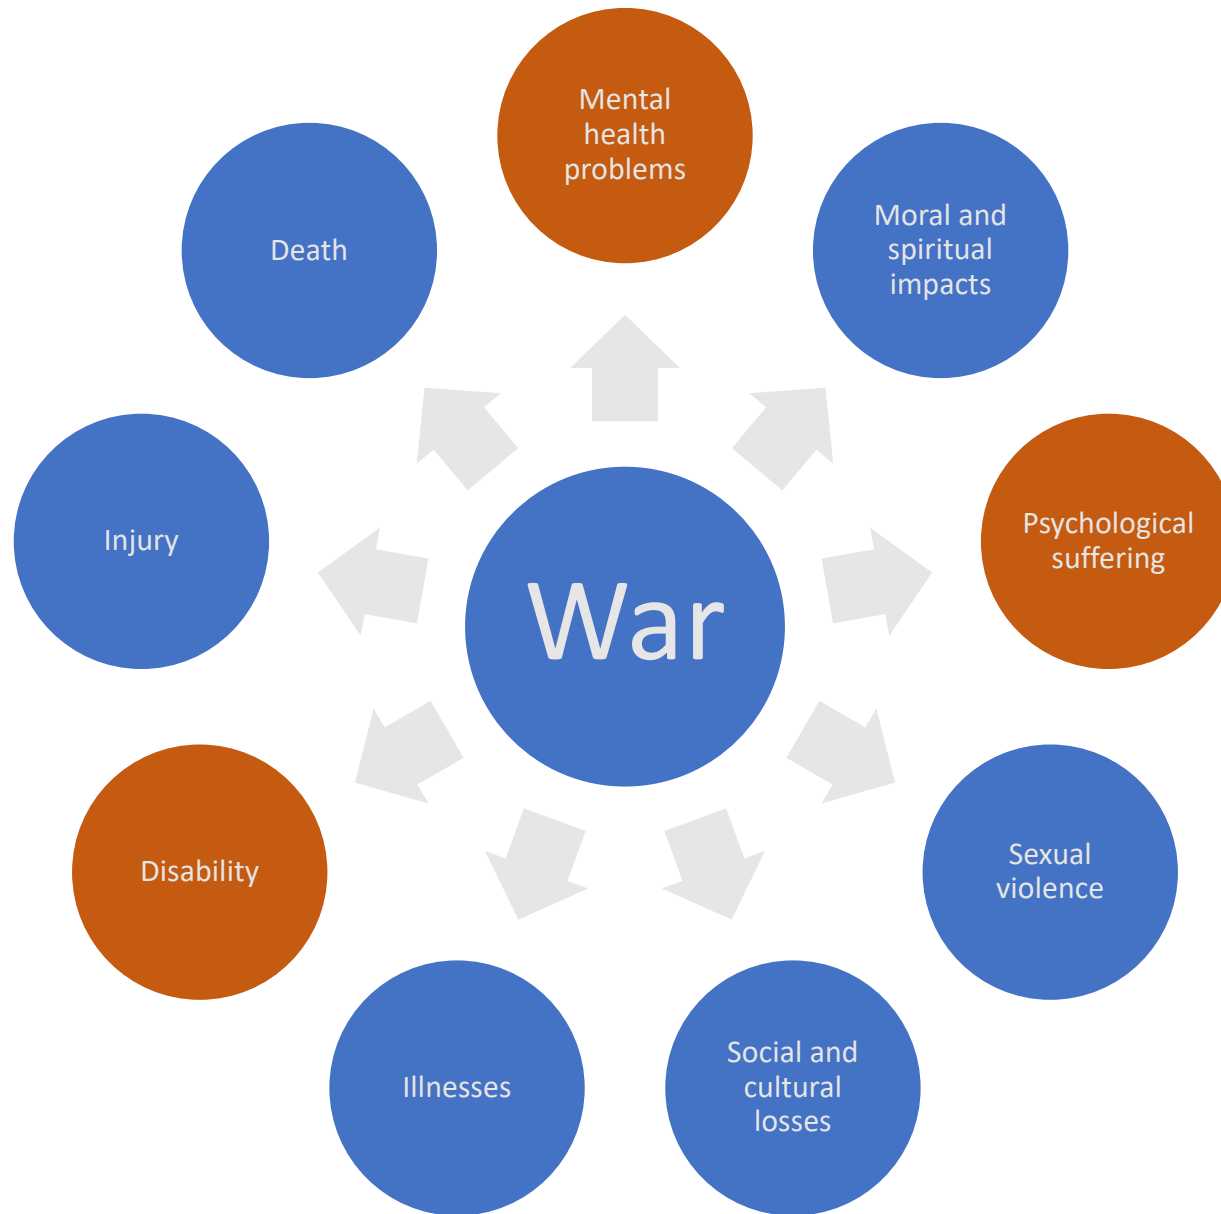 Mental
health
problems
Moral and
spiritual
impacts
Psychological
suffering
Sexual
violence
Social and
cultural
losses
Illnesses
Disability
Injury
Death
War